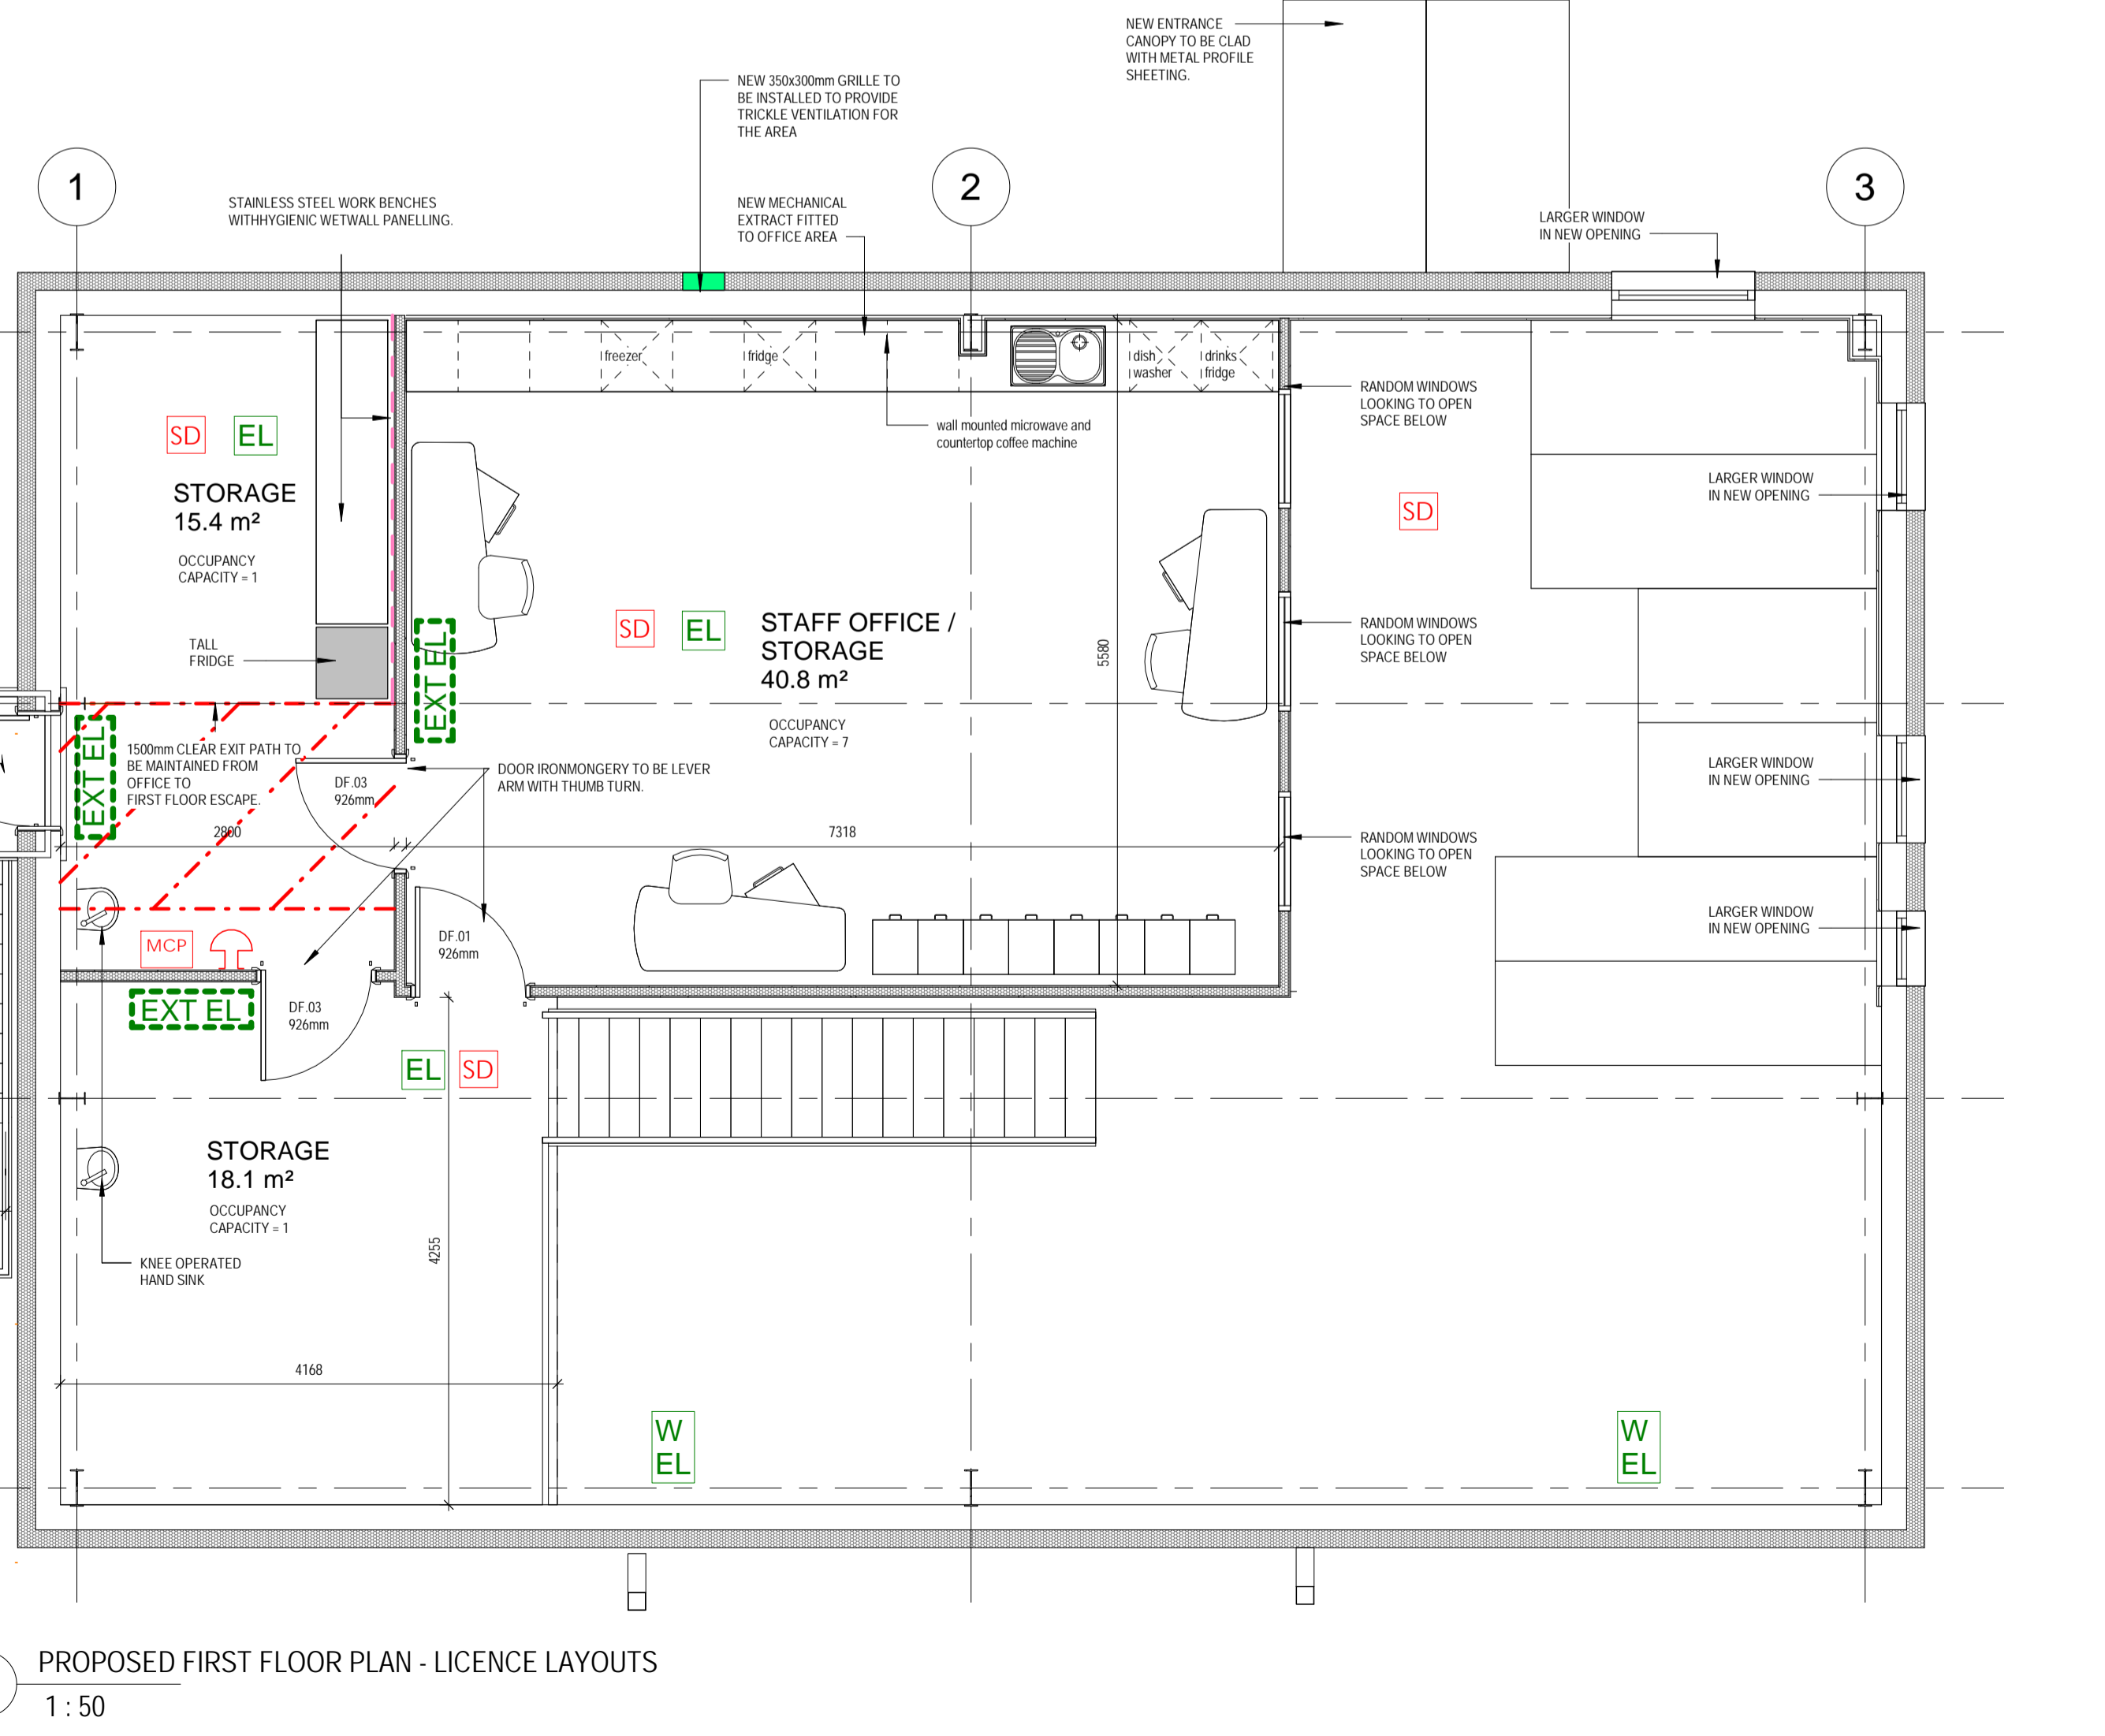 NEW ENTRANCE
CANOPY TO BE CLAD
WITH METAL PROFILE
SHEETING.
NEW 350x300mm GRILLE TO
BE INSTALLED TO PROVIDE
TRICKLE VENTILATION FOR
THE AREA
1
2
3
STAINLESS STEEL WORK BENCHES
WITHHYGIENIC WETWALL PANELLING.
NEW MECHANICAL
EXTRACT FITTED
TO OFFICE AREA
LARGER WINDOW
IN NEW OPENING
freezer
fridge
dish
washer
drinks
fridge
RANDOM WINDOWS
LOOKING TO OPEN
SPACE BELOW
wall mounted microwave and
countertop coffee machine
SD
EL
STORAGE
15.4 m²
OCCUPANCY
CAPACITY = 1
SD
LARGER WINDOW
IN NEW OPENING
TALL
FRIDGE
EXT EL
SD
EL
STAFF OFFICE /
STORAGE
40.8 m²
OCCUPANCY
CAPACITY = 7
5580
RANDOM WINDOWS
LOOKING TO OPEN
SPACE BELOW
EXT EL
1500mm CLEAR EXIT PATH TO
BE MAINTAINED FROM
OFFICE TO
FIRST FLOOR ESCAPE.
DF.03
926mm
DOOR IRONMONGERY TO BE LEVER
ARM WITH THUMB TURN.
LARGER WINDOW
IN NEW OPENING
2800
7318
RANDOM WINDOWS
LOOKING TO OPEN
SPACE BELOW
LARGER WINDOW
IN NEW OPENING
MCP
DF.01
926mm
EXT EL
DF.03
926mm
EL
SD
STORAGE
18.1 m²
OCCUPANCY
CAPACITY = 1
4255
KNEE OPERATED
HAND SINK
4168
W
EL
W
EL
PROPOSED FIRST FLOOR PLAN - LICENCE LAYOUTS
1 : 50